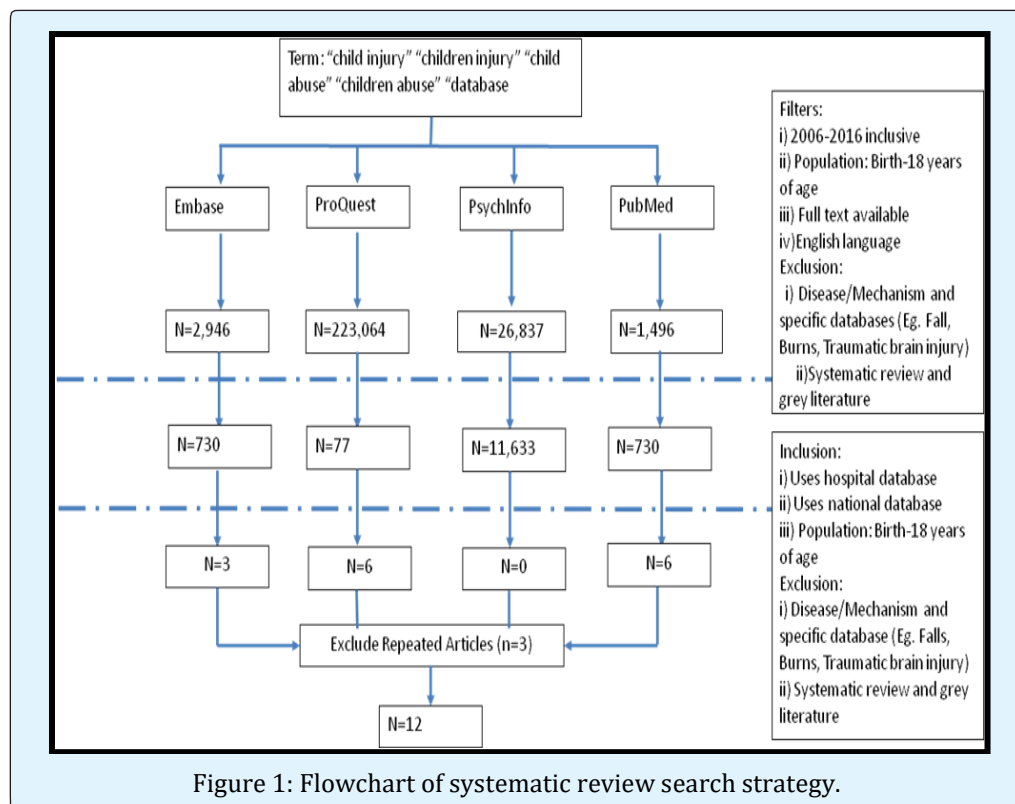 Term: “child injury” “children injury” “child
abuse” “children abuse” “database
Embase
ProQuest
PsychInfo
PubMed
N=2,946
N=223,064
N=26,837
N=1,496
N=730
N=77
N=11,633
N=730
N=3
N=6
N=0
N=6
Exclude Repeated Articles (n=3)
N=12
Filters:
i) 2006-2016 inclusive
ii) Population: Birth-18 years
of age
iii) Full text available
iv)English language
Exclusion:
i) Disease/Mechanism and
specific databases (Eg. Fall,
Burns, Traumatic brain injury)
ii)Systematic review and
grey literature
Inclusion:
i) Uses hospital database
ii) Uses national database
iii) Population: Birth-18 years
of age
Exclusion:
i) Disease/Mechanism and
specific database (Eg. Falls,
Burns, Traumatic brain injury)
ii) Systematic review and grey
literature
Figure 1: Flowchart of systematic review search strategy.